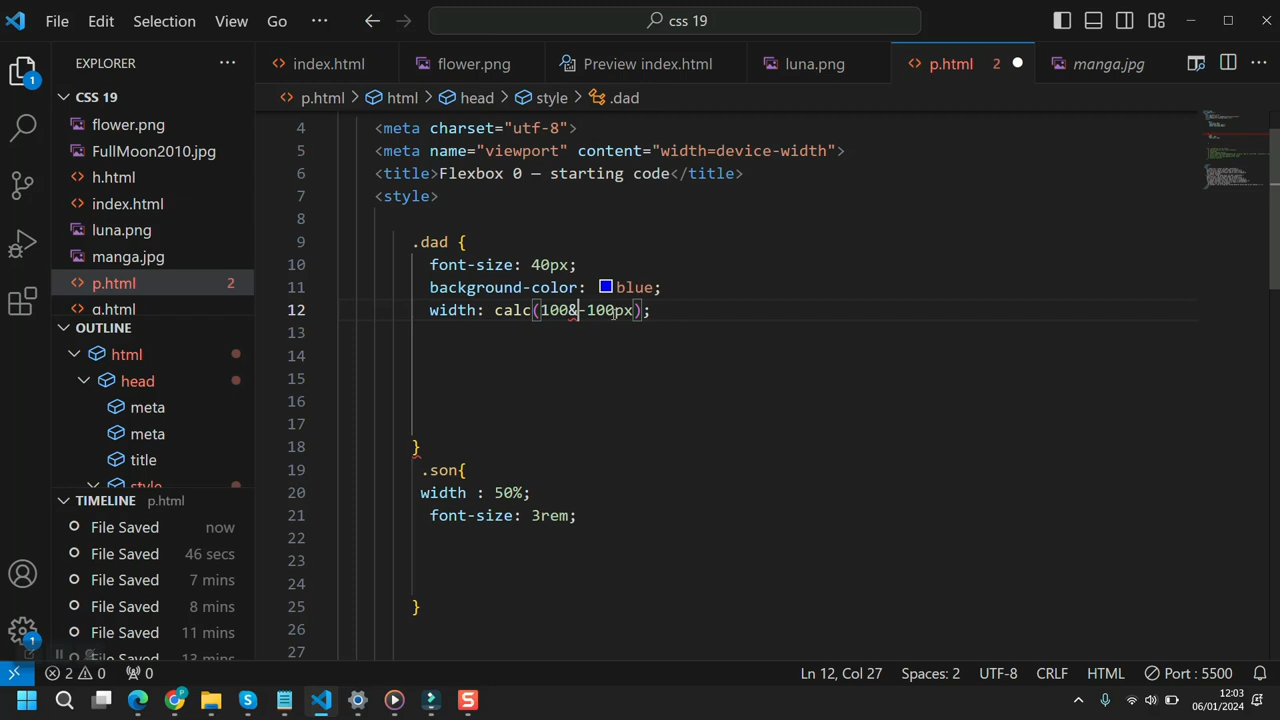 File Edit Selection View Go ··· css 19
EXPLORER ···
index.html flower.png Preview index.html luna.png p.html 2 manga.jpg ···
CSS 19
flower.png
FullMoon2010.jpg
h.html
index.html
luna.png
manga.jpg
p.html 2
g.html
OUTLINE
html
head
meta
meta
title
style
TIMELINE p.html
File Saved now
File Saved 46 secs
File Saved 7 mins
File Saved 8 mins
File Saved 11 mins
File Saved 13 mins
1
1
p.html > html > head > style > .dad
4 <meta charset="utf-8">
5 <meta name="viewport" content="width=device-width">
6 <title>Flexbox 0 — starting code</title>
7 <style>
8
9 .dad {
10 font-size: 40px;
11 background-color: blue;
12 width: calc(100&-100px);
13
14
15
16
17
18 }
19 .son{
20 width : 50%;
21 font-size: 3rem;
22
23
24
25 }
26
27
2 0 0 Ln 12, Col 27 Spaces: 2 UTF-8 CRLF HTML Port : 5500
12:03
06/01/2024